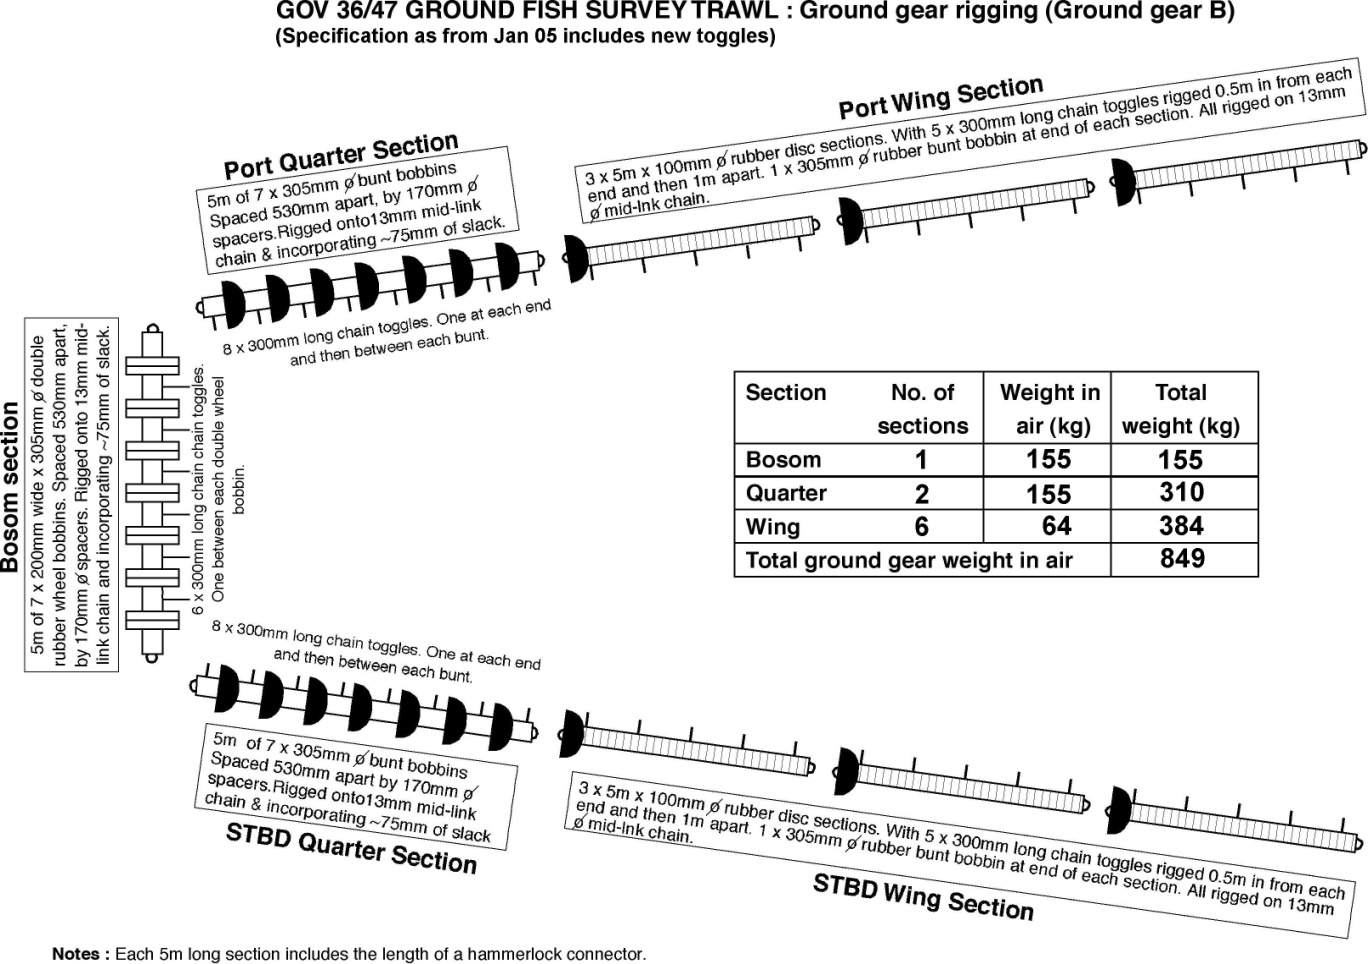 GOV 36/47 GROUND FISH SURVEY TRAWL : Ground gear rigging (Ground gear B)
(Specification as from Jan 05 includes new toggles)
Port Wing Section
3 x 5m x 100mm ø rubber disc sections. With 5 x 300mm long chain toggles rigged 0.5m in from each
end and then 1m apart. 1 x 305mm ø rubber bunt bobbin at end of each section. All rigged on 13mm
ø mid-lnk chain.
Port Quarter Section
5m of 7 x 305mm ø bunt bobbins
Spaced 530mm apart, by 170mm ø
spacers.Rigged onto13mm mid-link
chain & incorporating ~75mm of slack.
8 x 300mm long chain toggles. One at each end
and then between each bunt.
Bosom section
5m of 7 x 200mm wide x 305mm ø double
rubber wheel bobbins. Spaced 530mm apart,
by 170mm ø spacers. Rigged onto 13mm mid-
link chain and incorporating ~75mm of slack.
6 x 300mm long chain chain toggles.
One between each double wheel
bobbin.
Section No. of Weight in Total
sections air (kg) weight (kg)
Bosom 1 155 155
Quarter 2 155 310
Wing 6 64 384
Total ground gear weight in air 849
8 x 300mm long chain toggles. One at each end
and then between each bunt.
5m of 7 x 305mm ø bunt bobbins
Spaced 530mm apart by 170mm ø
spacers.Rigged onto13mm mid-link
chain & incorporating ~75mm of slack
STBD Quarter Section
3 x 5m x 100mm ø rubber disc sections. With 5 x 300mm long chain toggles rigged 0.5m in from each
end and then 1m apart. 1 x 305mm ø rubber bunt bobbin at end of each section. All rigged on 13mm
ø mid-lnk chain.
STBD Wing Section
Notes : Each 5m long section includes the length of a hammerlock connector.